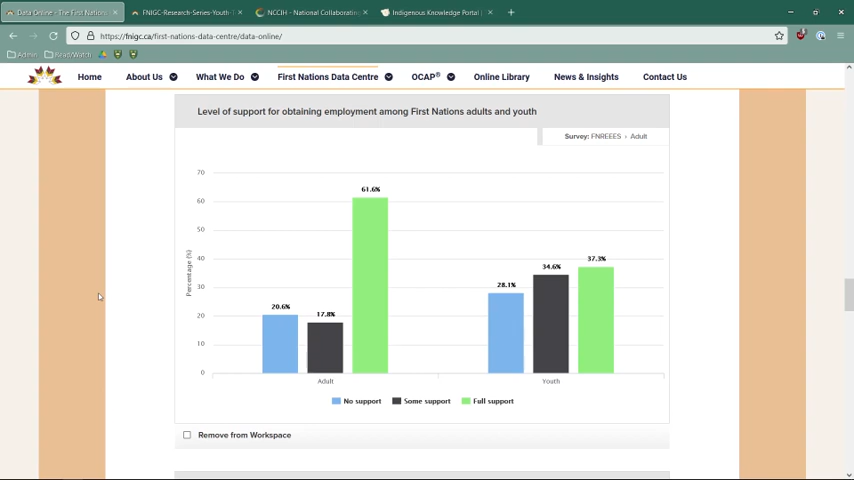 Data Online - The First Nations
FNIGC-Research-Series-Youth-T
NCCIH - National Collaborating
Indigenous Knowledge Portal |
https://fnigc.ca/first-nations-data-centre/data-online/
Admin Read/Watch
Home About Us What We Do First Nations Data Centre OCAP® Online Library News & Insights Contact Us
Level of support for obtaining employment among First Nations adults and youth
Survey: FNREEES › Adult
70
60
50
40
30
20
10
0
Percentage (%)
20.6%
17.8%
61.6%
28.1%
34.6%
37.3%
Adult Youth
No support Some support Full support
Remove from Workspace